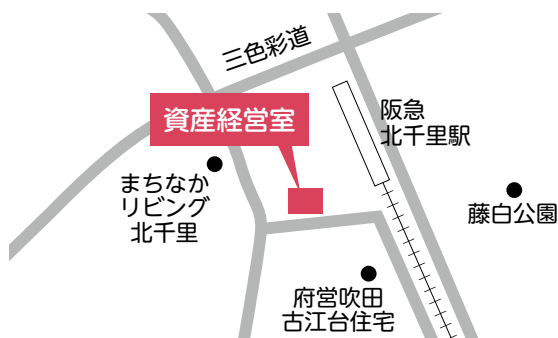 三色彩道
資産経営室
阪急
北千里駅
まちなか
リビング
北千里
藤白公園
府営吹田
古江台住宅